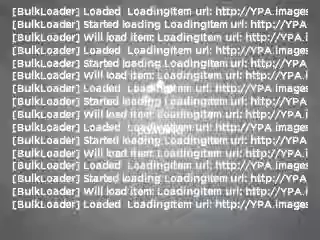 [BulkLoader] Loaded LoadingItem url: http://YPA.images
[BulkLoader] Started loading LoadingItem url: http://YPA
[BulkLoader] Will load item: LoadingItem url: http://YPA.i
[BulkLoader] Loaded LoadingItem url: http://YPA.images
[BulkLoader] Started loading LoadingItem url: http://YPA
[BulkLoader] Will load item: LoadingItem url: http://YPA.i
[BulkLoader] Loaded LoadingItem url: http://YPA.images
[BulkLoader] Started loading LoadingItem url: http://YPA
[BulkLoader] Will load item: LoadingItem url: http://YPA.i
[BulkLoader] Loaded LoadingItem url: http://YPA.images
[BulkLoader] Started loading LoadingItem url: http://YPA
[BulkLoader] Will load item: LoadingItem url: http://YPA.i
[BulkLoader] Loaded LoadingItem url: http://YPA.images
[BulkLoader] Started loading LoadingItem url: http://YPA
[BulkLoader] Will load item: LoadingItem url: http://YPA.i
[BulkLoader] Loaded LoadingItem url: http://YPA.images